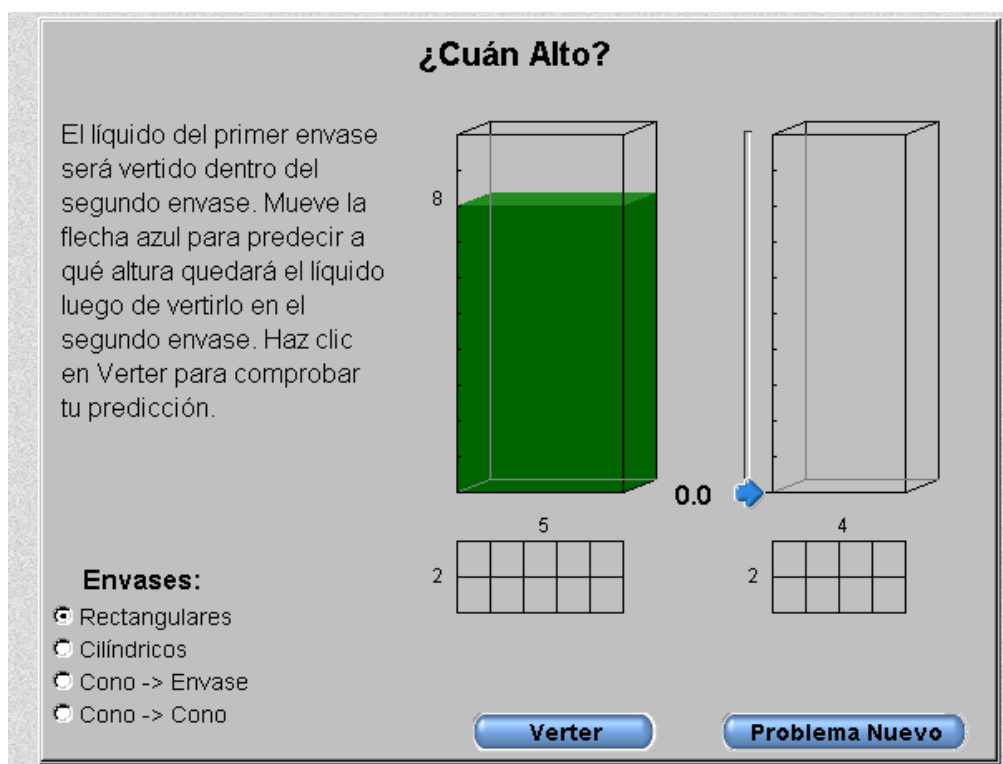 ¿Cuán Alto?
El líquido del primer envase
será vertido dentro del
segundo envase. Mueve la
flecha azul para predecir a
qué altura quedará el líquido
luego de vertirlo en el
segundo envase. Haz clic
en Verter para comprobar
tu predicción.
8
0.0
5
4
2
2
Envases:
Rectangulares
Cilíndricos
Cono -> Envase
Cono -> Cono
Verter
Problema Nuevo